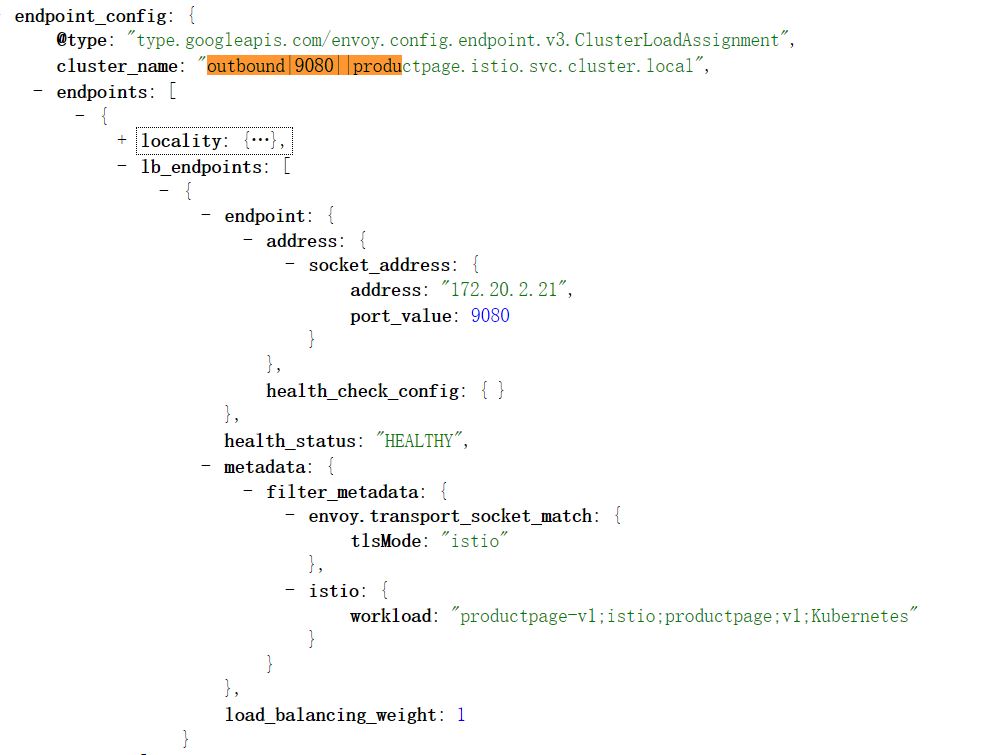 endpoint_config: {
@type: "type.googleapis.com/envoy.config.endpoint.v3.ClusterLoadAssignment",
cluster_name: "outbound|9080||productpage.istio.svc.cluster.local",
- endpoints: [
- {
+ locality: {…},
- lb_endpoints: [
- {
- endpoint: {
- address: {
- socket_address: {
address: "172.20.2.21",
port_value: 9080
}
},
health_check_config: { }
},
health_status: "HEALTHY",
- metadata: {
- filter_metadata: {
- envoy.transport_socket_match: {
tlsMode: "istio"
},
- istio: {
workload: "productpage-v1;istio;productpage;v1;Kubernetes"
}
}
},
load_balancing_weight: 1
}